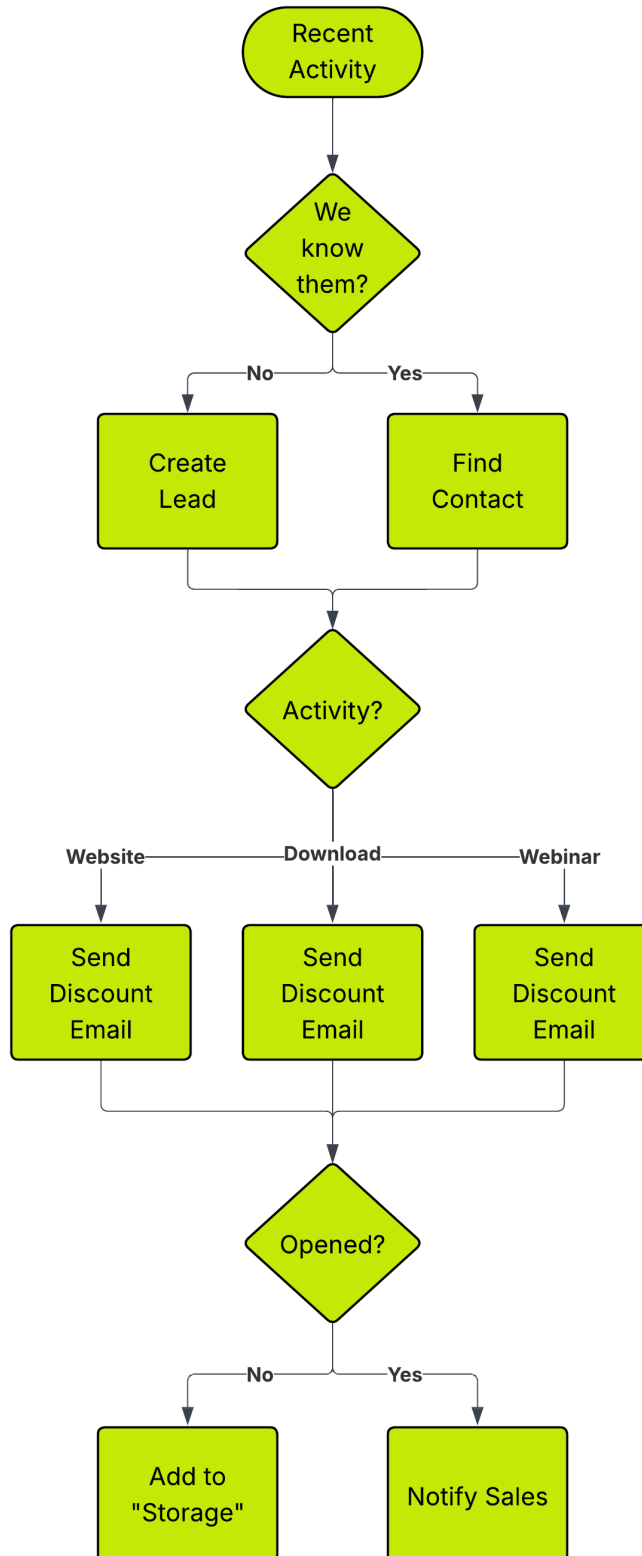 Recent
Activity
We
know
them?
No
Yes
Create
Lead
Find
Contact
Activity?
Website
Download
Webinar
Send
Discount
Email
Send
Discount
Email
Send
Discount
Email
Opened?
No
Yes
Add to
"Storage"
Notify Sales